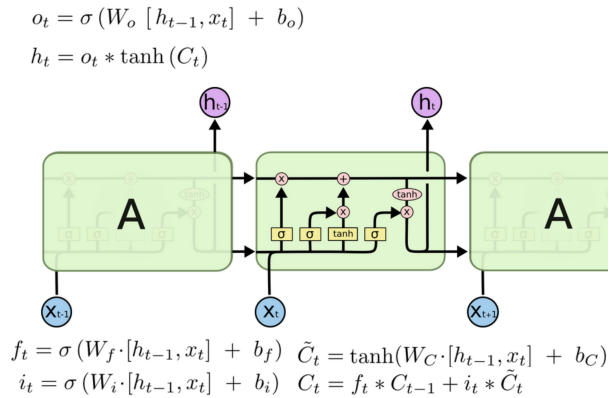 o_t = σ (W_o [ h_{t-1}, x_t ] + b_o)
h_t = o_t * tanh (C_t)
h_{t-1} h_t
A x + tanh x x σ σ tanh σ A
x_{t-1} x_t x_{t+1}
f_t = σ (W_f · [h_{t-1}, x_t] + b_f) C̃_t = tanh(W_C · [h_{t-1}, x_t] + b_C)
i_t = σ (W_i · [h_{t-1}, x_t] + b_i) C_t = f_t * C_{t-1} + i_t * C̃_t